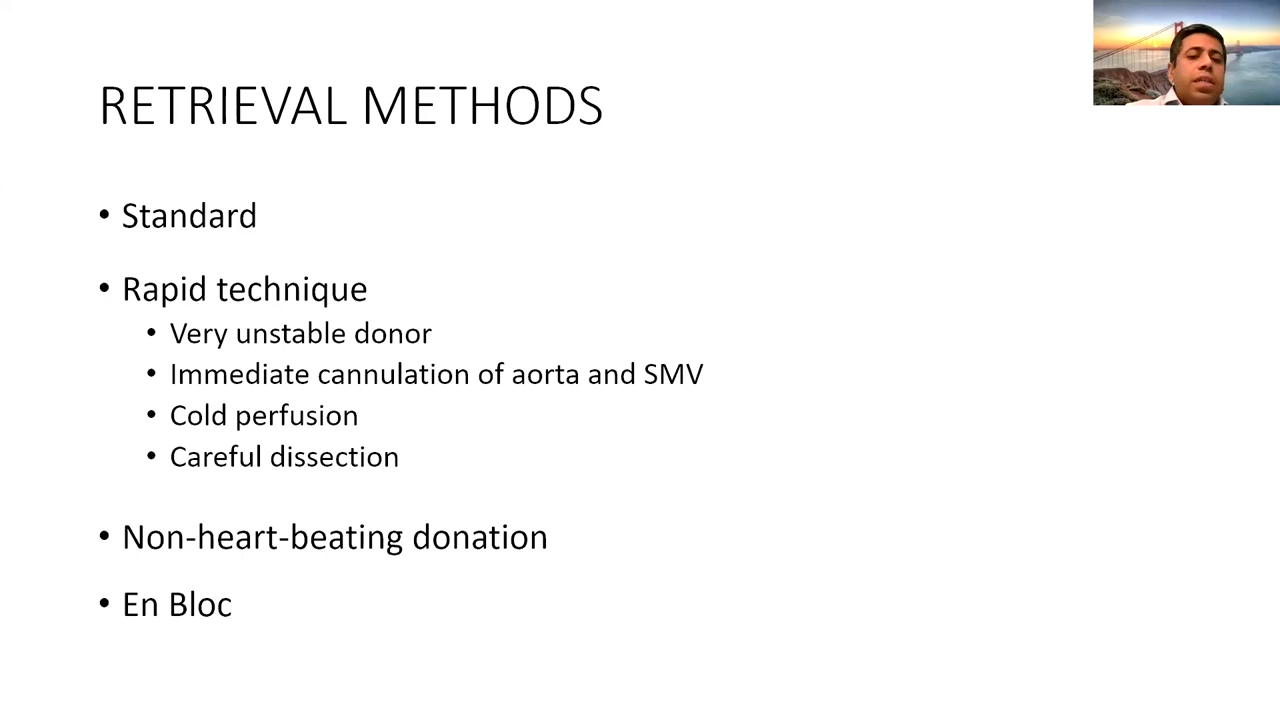 RETRIEVAL METHODS
• Standard
• Rapid technique
• Very unstable donor
• Immediate cannulation of aorta and SMV
• Cold perfusion
• Careful dissection
• Non-heart-beating donation
• En Bloc